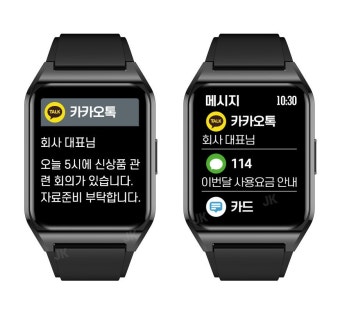 TALK 카카오톡
회사 대표님
오늘 5시에 신상품 관
련 회의가 있습니다.
자료준비 부탁합니다.
JK
메시지 10:30
TALK 카카오톡
회사 대표님
114
이번달 사용요금 안내
카드
JK